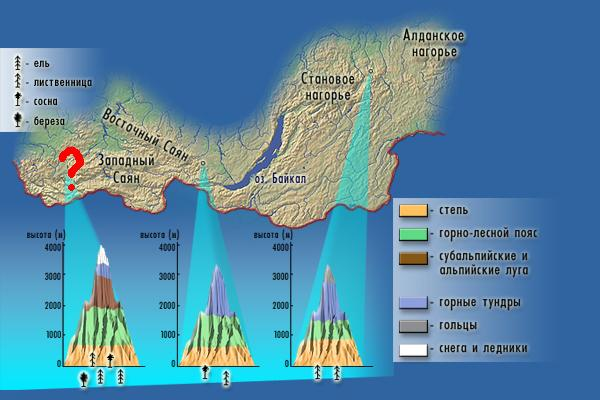 Алданское
нагорье
- ель
- лиственница
- сосна
- береза
Становое
нагорье
Восточный Саян
?
Западный
Саян
оз. Байкал
- степь
- горно-лесной пояс
- субальпийские и
альпийские луга
- горные тундры
- гольцы
- снега и ледники
высота (м)
4000
3000
2000
1000
0
высота (м)
4000
3000
2000
1000
0
высота (м)
4000
3000
2000
1000
0